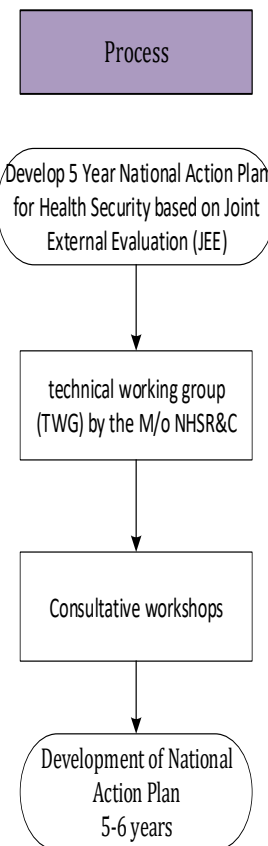 Process
Develop 5 Year National Action Plan
for Health Security based on Joint
External Evaluation (JEE)
technical working group
(TWG) by the M/o NHSR&C
Consultative workshops
Development of National
Action Plan
5-6 years